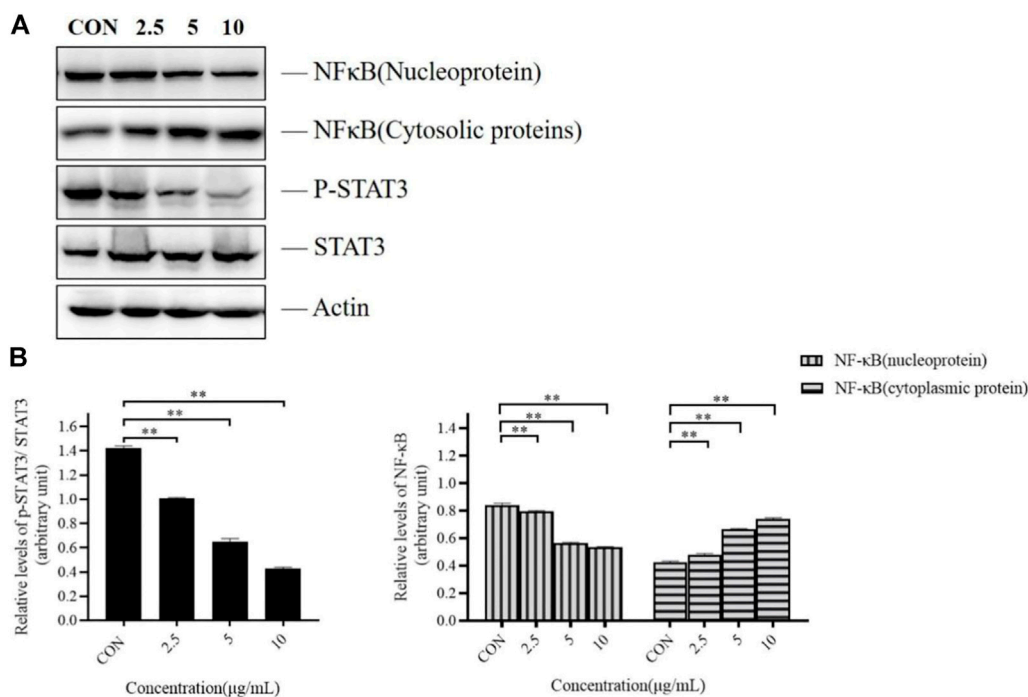 A
CON 2.5 5 10
NFκB(Nucleoprotein)
NFκB(Cytosolic proteins)
P-STAT3
STAT3
Actin
B
Relative levels of p-STAT3/ STAT3
(arbitrary unit)
1.4
1.6
1.2
1.0
0.8
0.6
0.4
0.2
0.0
**
**
**
CON
2.5
5
10
Concentration(μg/mL)
NF-κB(nucleoprotein)
NF-κB(cytoplasmic protein)
Relative levels of NF-κB
(arbitrary unit)
1.4
1.2
1.0
0.8
0.6
0.4
0.2
0.0
**
**
**
**
**
**
CON
2.5
5
10
CON
2.5
5
10
Concentration(μg/mL)